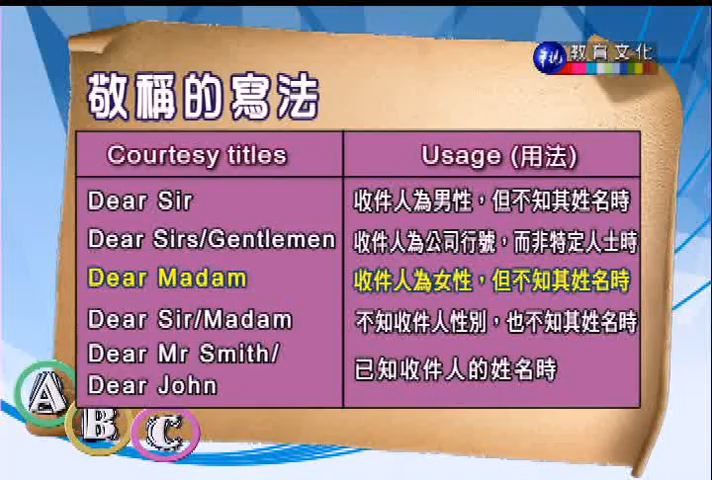 華視 教育文化
敬稱的寫法
Courtesy titles Usage (用法)
Dear Sir 收件人為男性，但不知其姓名時
Dear Sirs/Gentlemen 收件人為公司行號，而非特定人士時
Dear Madam 收件人為女性，但不知其姓名時
Dear Sir/Madam 不知收件人性別，也不知其姓名時
Dear Mr Smith/
Dear John 已知收件人的姓名時
A
B
C